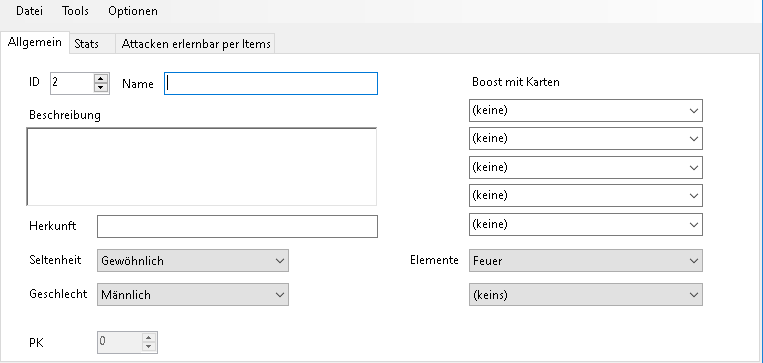 Datei Tools Optionen
Allgemein Stats Attacken erlernbar per Items
ID 2 Name Boost mit Karten
(keine)
Beschreibung
(keine)
(keine)
(keine)
Herkunft (keine)
Seltenheit Gewöhnlich Elemente Feuer
Geschlecht Männlich (keins)
PK 0